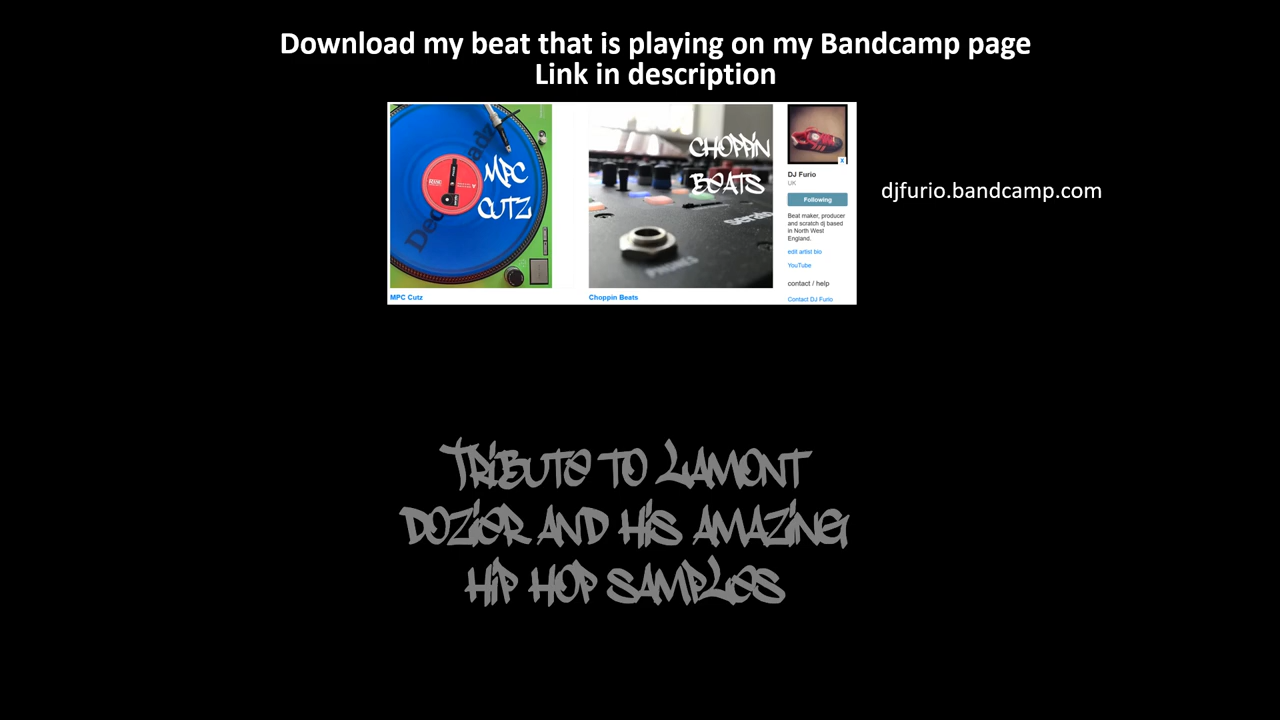 Download my beat that is playing on my Bandcamp page
Link in description
MPC
CUTZ
CHOPPIN
BEATS
serato
PHONES
X
DJ Furio
UK
Following
Beat maker, producer
and scratch dj based
in North West
England.
edit artist bio
YouTube
contact / help
Contact DJ Furio
MPC Cutz
Choppin Beats
djfurio.bandcamp.com
TRIBUTE TO LAMONT
DOZIER AND HIS AMAZING
HIP HOP SAMPLES